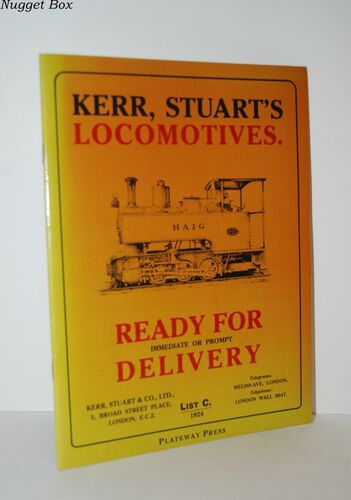 Nugget Box
KERR, STUART'S
LOCOMOTIVES.
HAIG
READY FOR
IMMEDIATE OR PROMPT
DELIVERY
KERR, STUART & CO., LTD.,
5, BROAD STREET PLACE,
LONDON, E.C.2.
LIST C.
1924
Telegrams:
MELISS-AVE, LONDON.
Telephone:
LONDON WALL 9047.
PLATEWAY PRESS